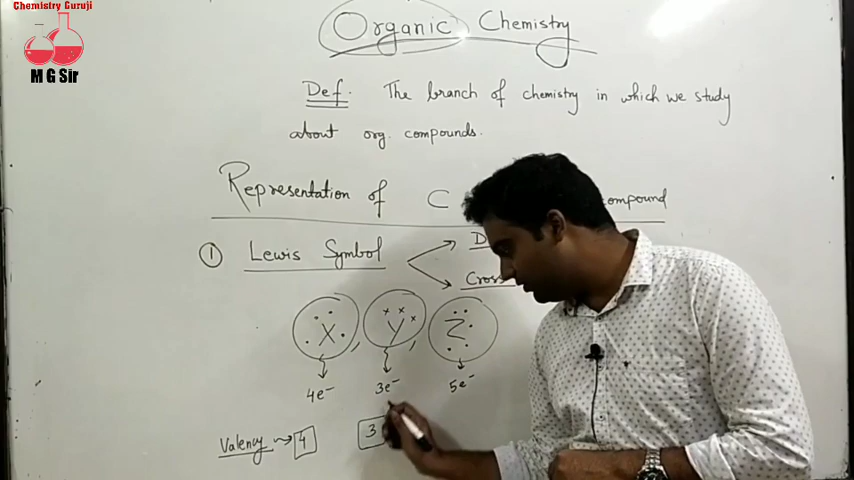 Chemistry Guruji
M G Sir
Organic Chemistry
Def. The branch of chemistry in which we study
about org. compounds.
Representation of C compound
① Lewis Symbol
D
Cross
X Y Z
4e⁻ 3e⁻ 5e⁻
Valency → 4 3